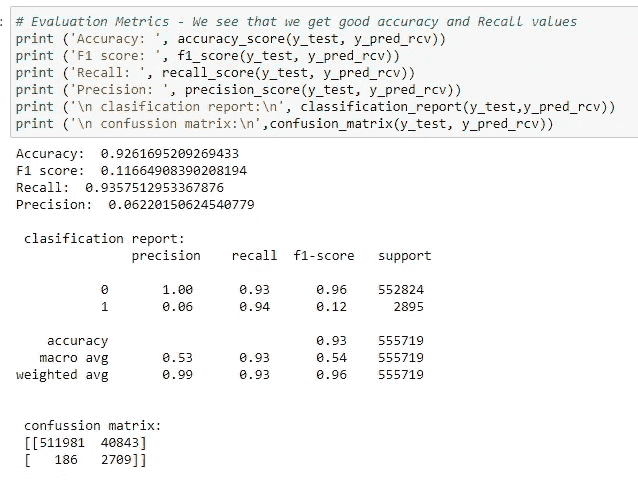 # Evaluation Metrics - We see that we get good accuracy and Recall values
print ('Accuracy: ', accuracy_score(y_test, y_pred_rcv))
print ('F1 score: ', f1_score(y_test, y_pred_rcv))
print ('Recall: ', recall_score(y_test, y_pred_rcv))
print ('Precision: ', precision_score(y_test, y_pred_rcv))
print ('\n clasification report:\n', classification_report(y_test,y_pred_rcv))
print ('\n confussion matrix:\n',confusion_matrix(y_test, y_pred_rcv))
Accuracy:  0.9261695209269433
F1 score:  0.11664908390208194
Recall:  0.9357512953367876
Precision:  0.06220150624540779
clasification report:
precision recall f1-score support
0 1.00 0.93 0.96 552824
1 0.06 0.94 0.12 2895
accuracy 0.93 555719
macro avg 0.53 0.93 0.54 555719
weighted avg 0.99 0.93 0.96 555719
confussion matrix:
[[511981 40843]
[ 186 2709]]